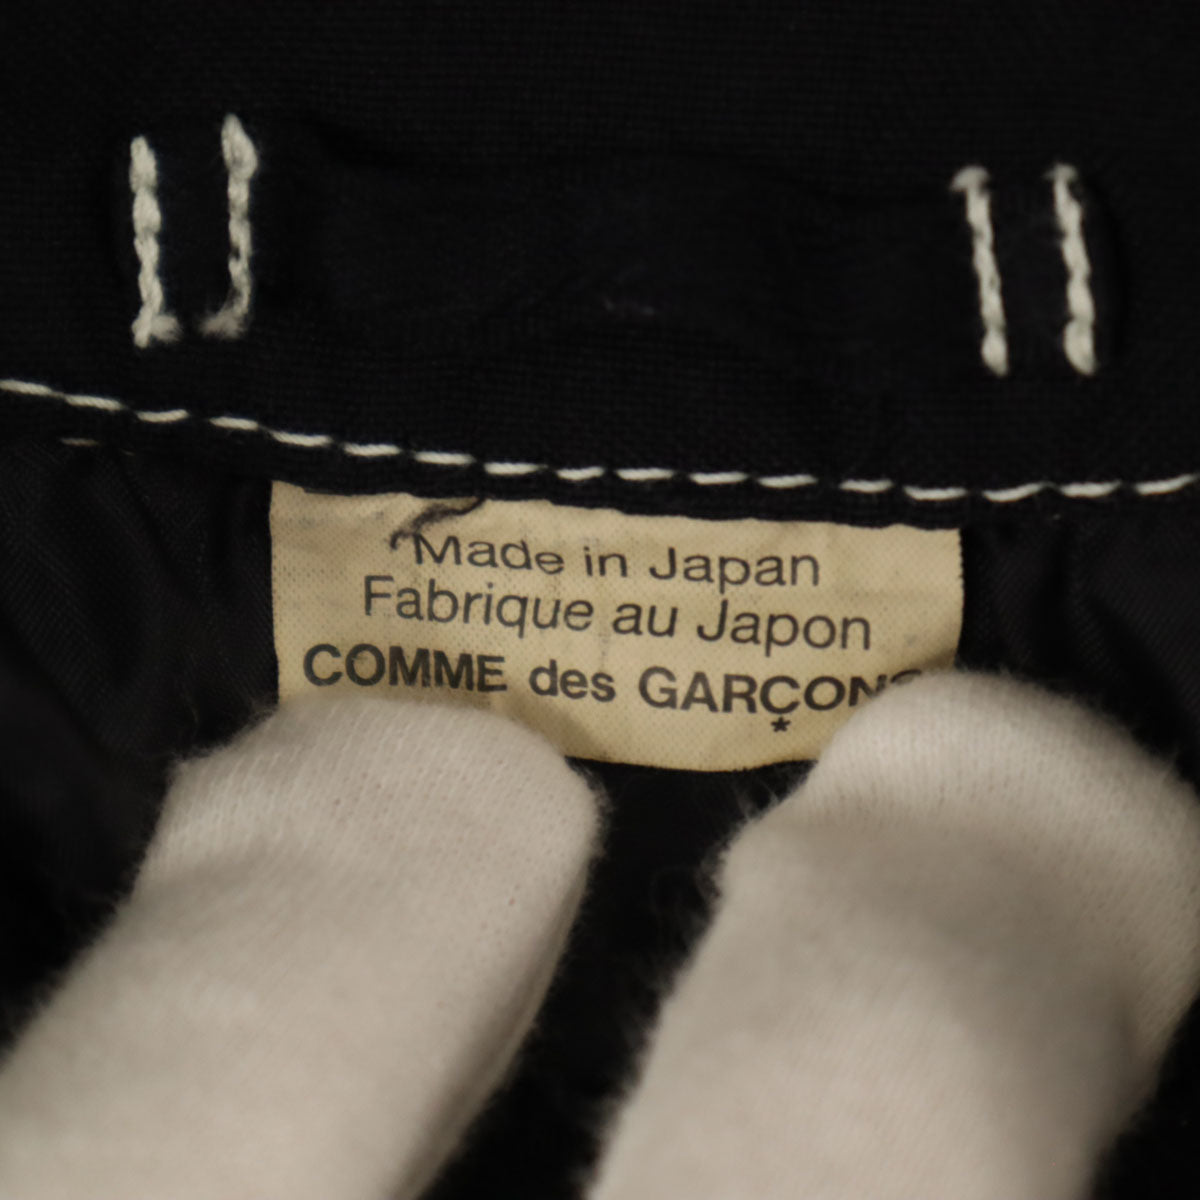 Made in Japan
Fabrique au Japon
COMME des GARÇONS
*